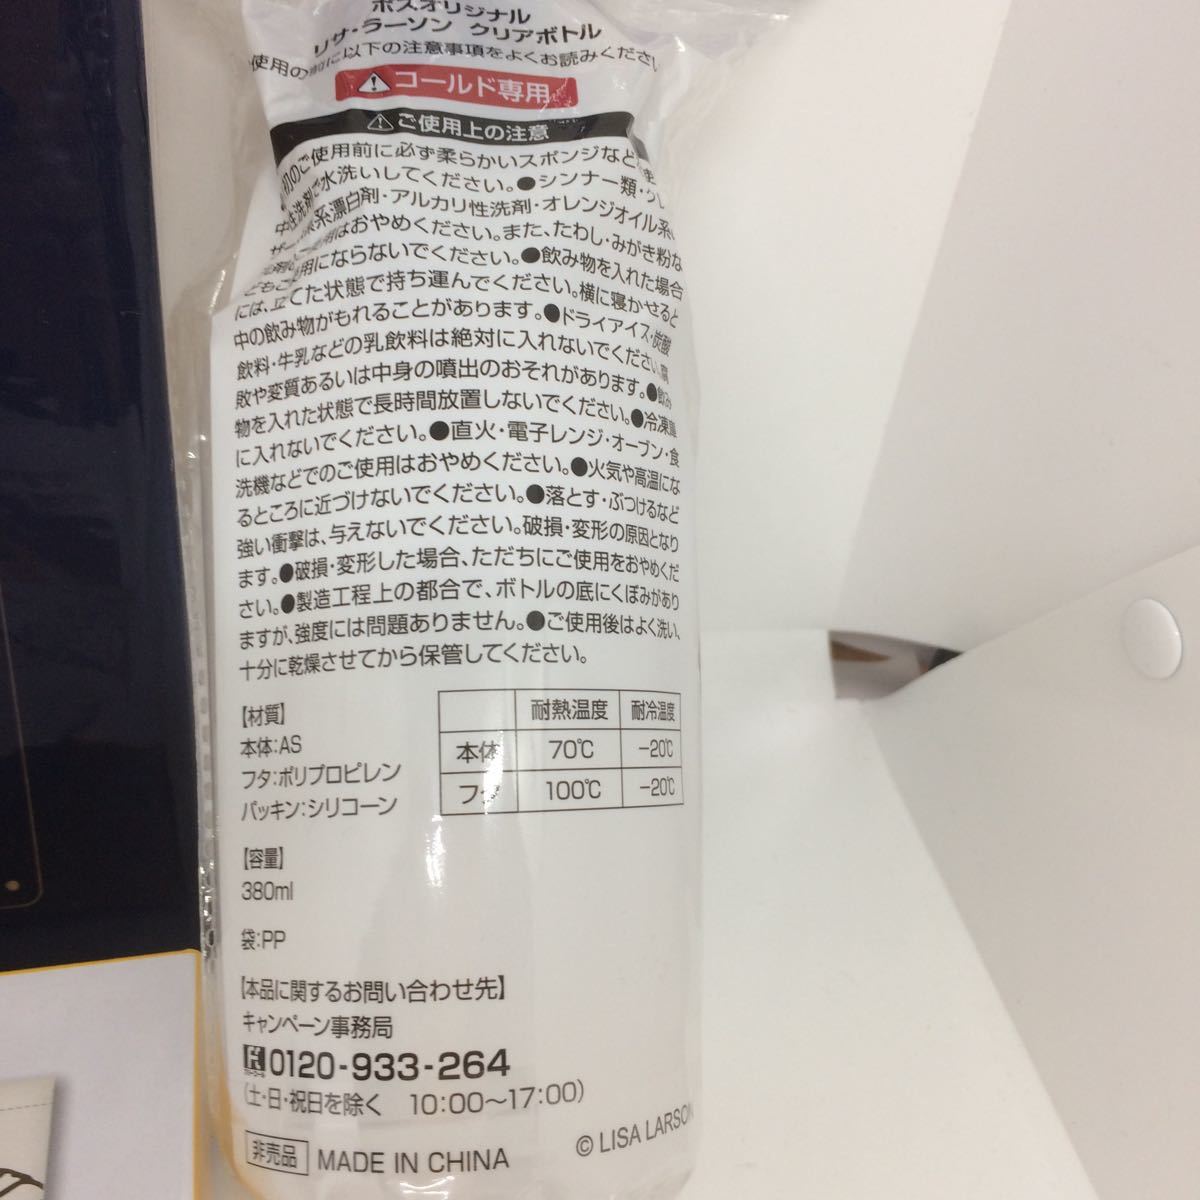 ボスオリジナル
リサ・ラーソン クリアボトル
使用の前に以下の注意事項をよくお読みください
コールド専用
ご使用上の注意
初のご使用前に必ず柔らかいスポンジなど
中性洗剤で水洗いしてください。●シンナー類・クレ
系漂白剤・アルカリ性洗剤・オレンジオイル系
はおやめください。また、たわし・みがき粉な
どもご使用にならないでください。●飲み物を入れた場合
には、立てた状態で持ち運んでください。横に寝かせると
中の飲み物がもれることがあります。●ドライアイス・炭酸
飲料・牛乳などの乳飲料は絶対に入れないでください。腐
敗や変質あるいは中身の噴出のおそれがあります。●飲み
物を入れた状態で長時間放置しないでください。●冷凍庫
に入れないでください。●直火・電子レンジ・オーブン・食
洗機などでのご使用はおやめください。●火気や高温にな
るところに近づけないでください。●落とす・ぶつけるなど
強い衝撃は、与えないでください。破損・変形の原因となり
ます。●破損・変形した場合、ただちにご使用をおやめくだ
さい。●製造工程上の都合で、ボトルの底にくぼみがあり
ますが、強度には問題ありません。●ご使用後はよく洗い、
十分に乾燥させてから保管してください。
【材質】
本体:AS
フタ:ポリプロピレン
パッキン:シリコーン
耐熱温度 耐冷温度
本体 70℃ −20℃
フタ 100℃ −20℃
【容量】
380ml
袋:PP
【本品に関するお問い合わせ先】
キャンペーン事務局
0120-933-264
(土・日・祝日を除く 10:00〜17:00)
非売品 MADE IN CHINA
© LISA LARSON